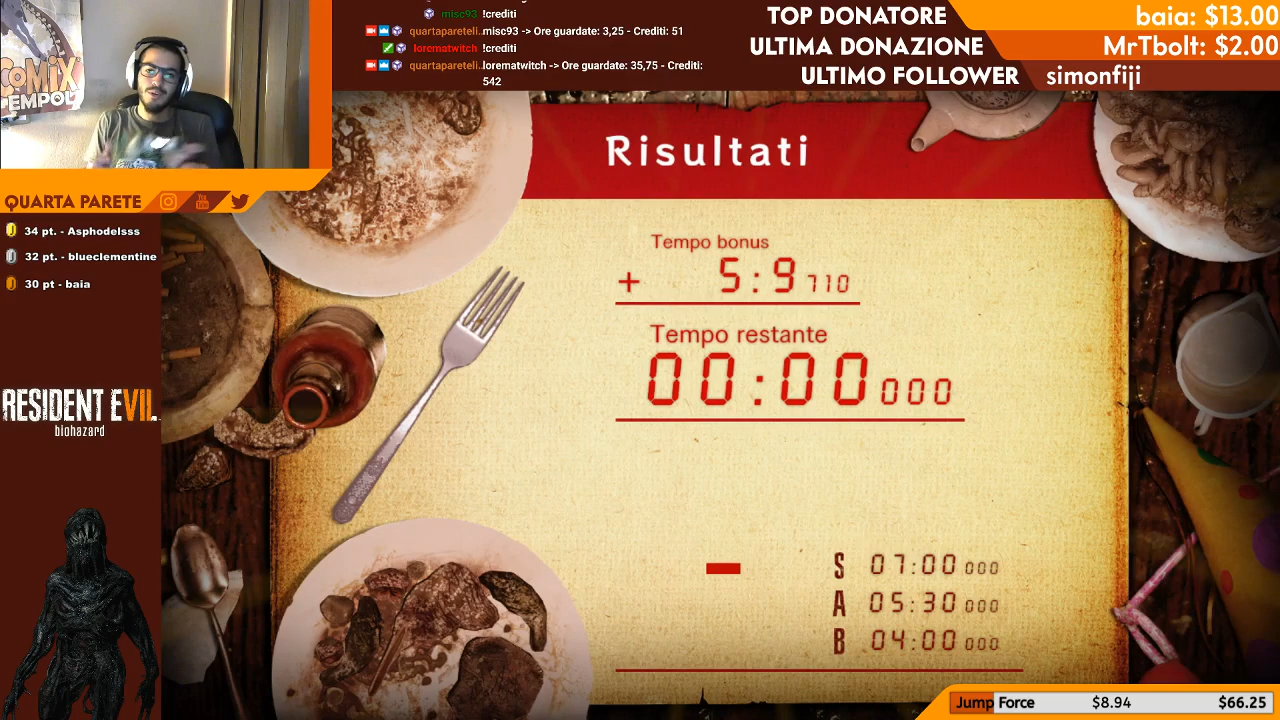 misc93 !crediti
quartapareteli.. misc93 -> Ore guardate: 3,25 - Crediti: 51
lorematwitch !crediti
quartapareteli.. lorematwitch -> Ore guardate: 35,75 - Crediti:
542
TOP DONATORE baia: $13.00
ULTIMA DONAZIONE MrTbolt: $2.00
ULTIMO FOLLOWER simonfiji
COMIX
EMPOLI
QUARTA PARETE
34 pt. - Asphodelsss
32 pt. - blueclementine
30 pt - baia
RESIDENT EVIL
biohazard
Risultati
Tempo bonus
+ 5:9 710
Tempo restante
00:00 000
S 07:00 000
A 05:30 000
B 04:00 000
Jump Force $8.94 $66.25